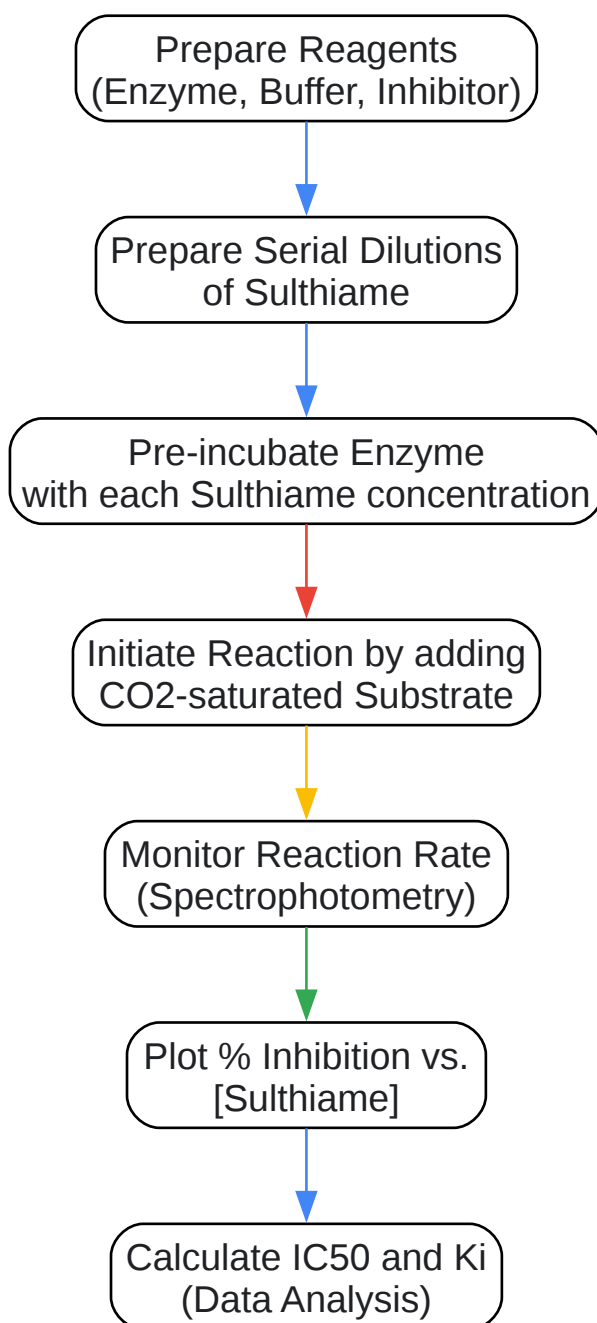 Prepare Reagents
(Enzyme, Buffer, Inhibitor)
Prepare Serial Dilutions
of Sulthiame
Pre-incubate Enzyme
with each Sulthiame concentration
Initiate Reaction by adding
CO2-saturated Substrate
Monitor Reaction Rate
(Spectrophotometry)
Plot % Inhibition vs.
[Sulthiame]
Calculate IC50 and Ki
(Data Analysis)